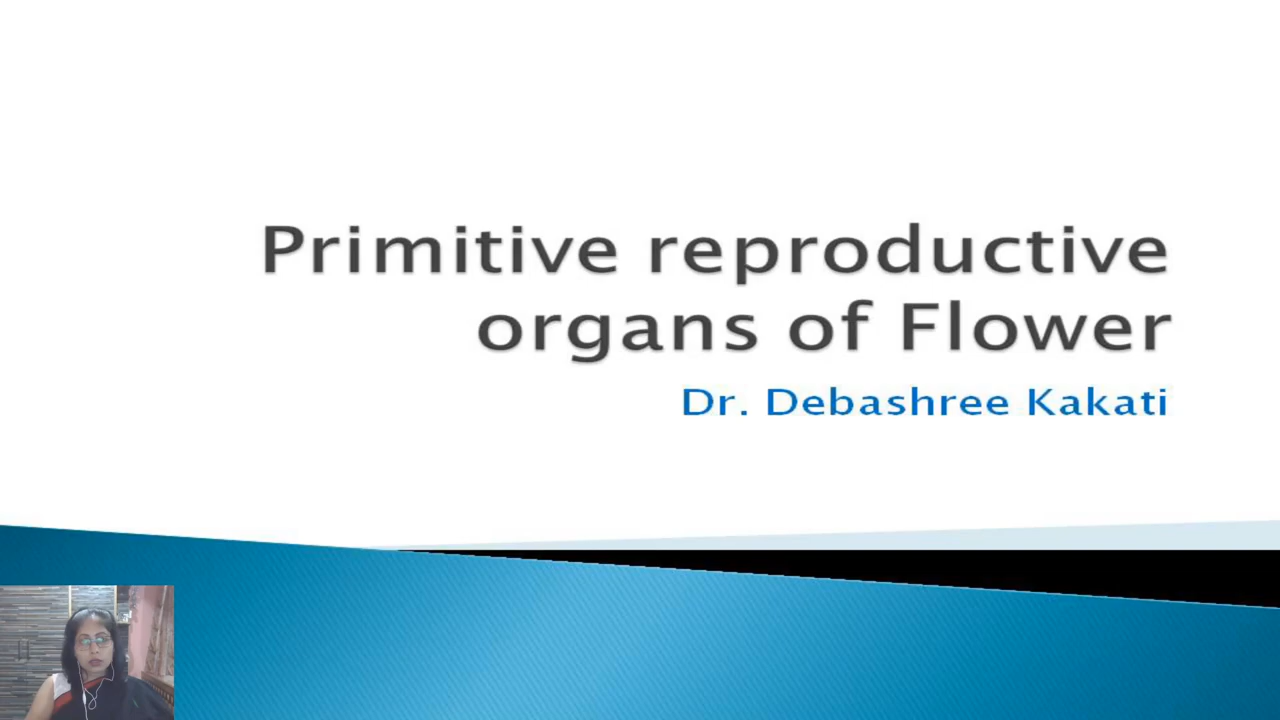 Primitive reproductive
organs of Flower
Dr. Debashree Kakati